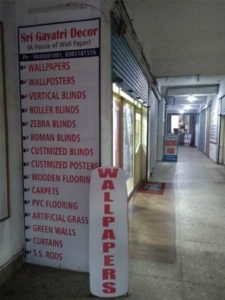 Sri Gayatri Decor
(A House of Wall Paper)
WALLPAPERS
WALLPOSTERS
VERTICAL BLINDS
ROLLER BLINDS
ZEBRA BLINDS
ROMAN BLINDS
CUSTMIZED BLINDS
CUSTMIZED POSTERS
WOODEN FLOORING
CARPETS
PVC FLOORING
ARTIFICIAL GRASS
GREEN WALLS
CURTAINS
S.S. RODS
WALLPAPERS